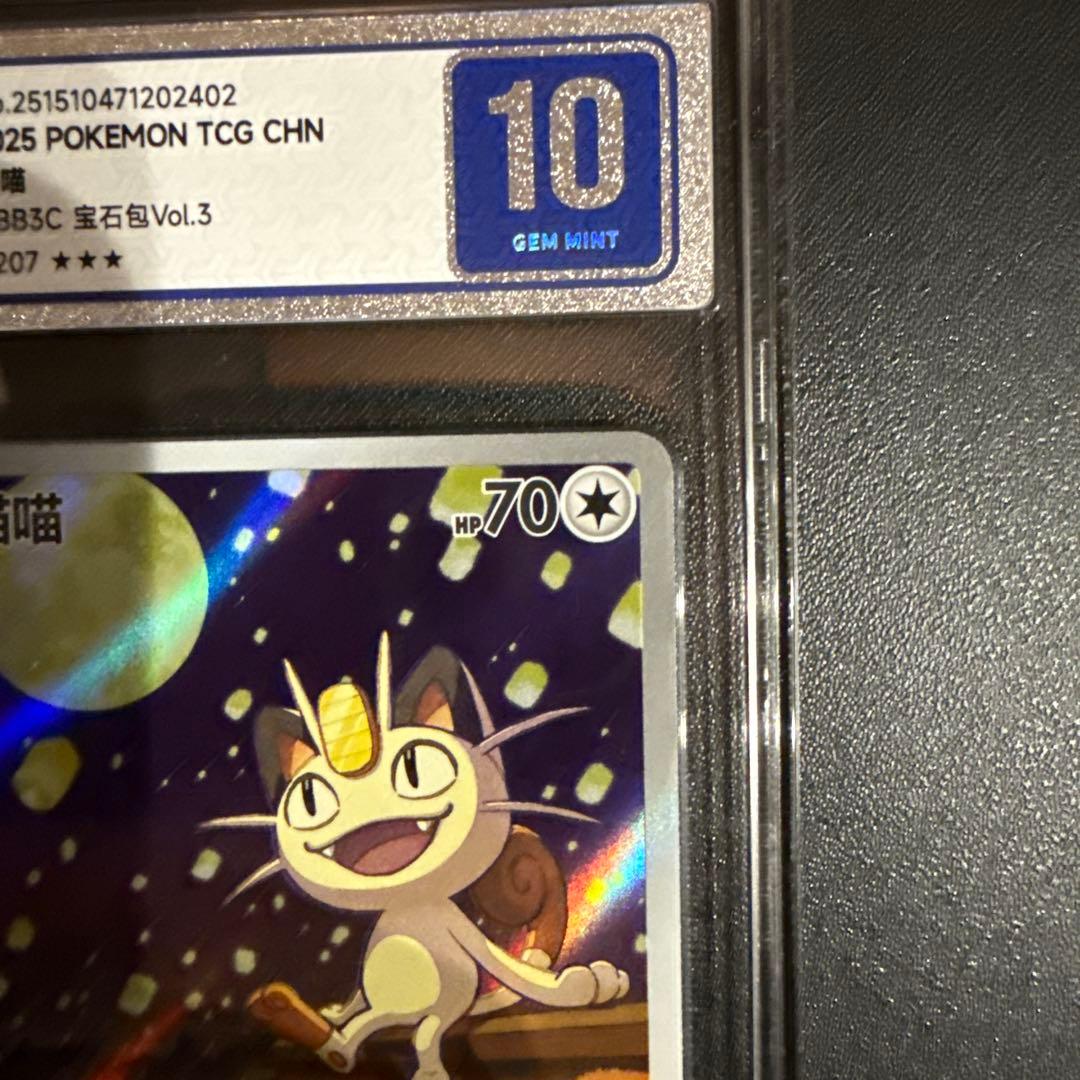 .251510471202402
025 POKEMON TCG CHN
喵
BB3C 宝石包Vol.3
207 ★★★
10
GEM MINT
喵喵
HP70